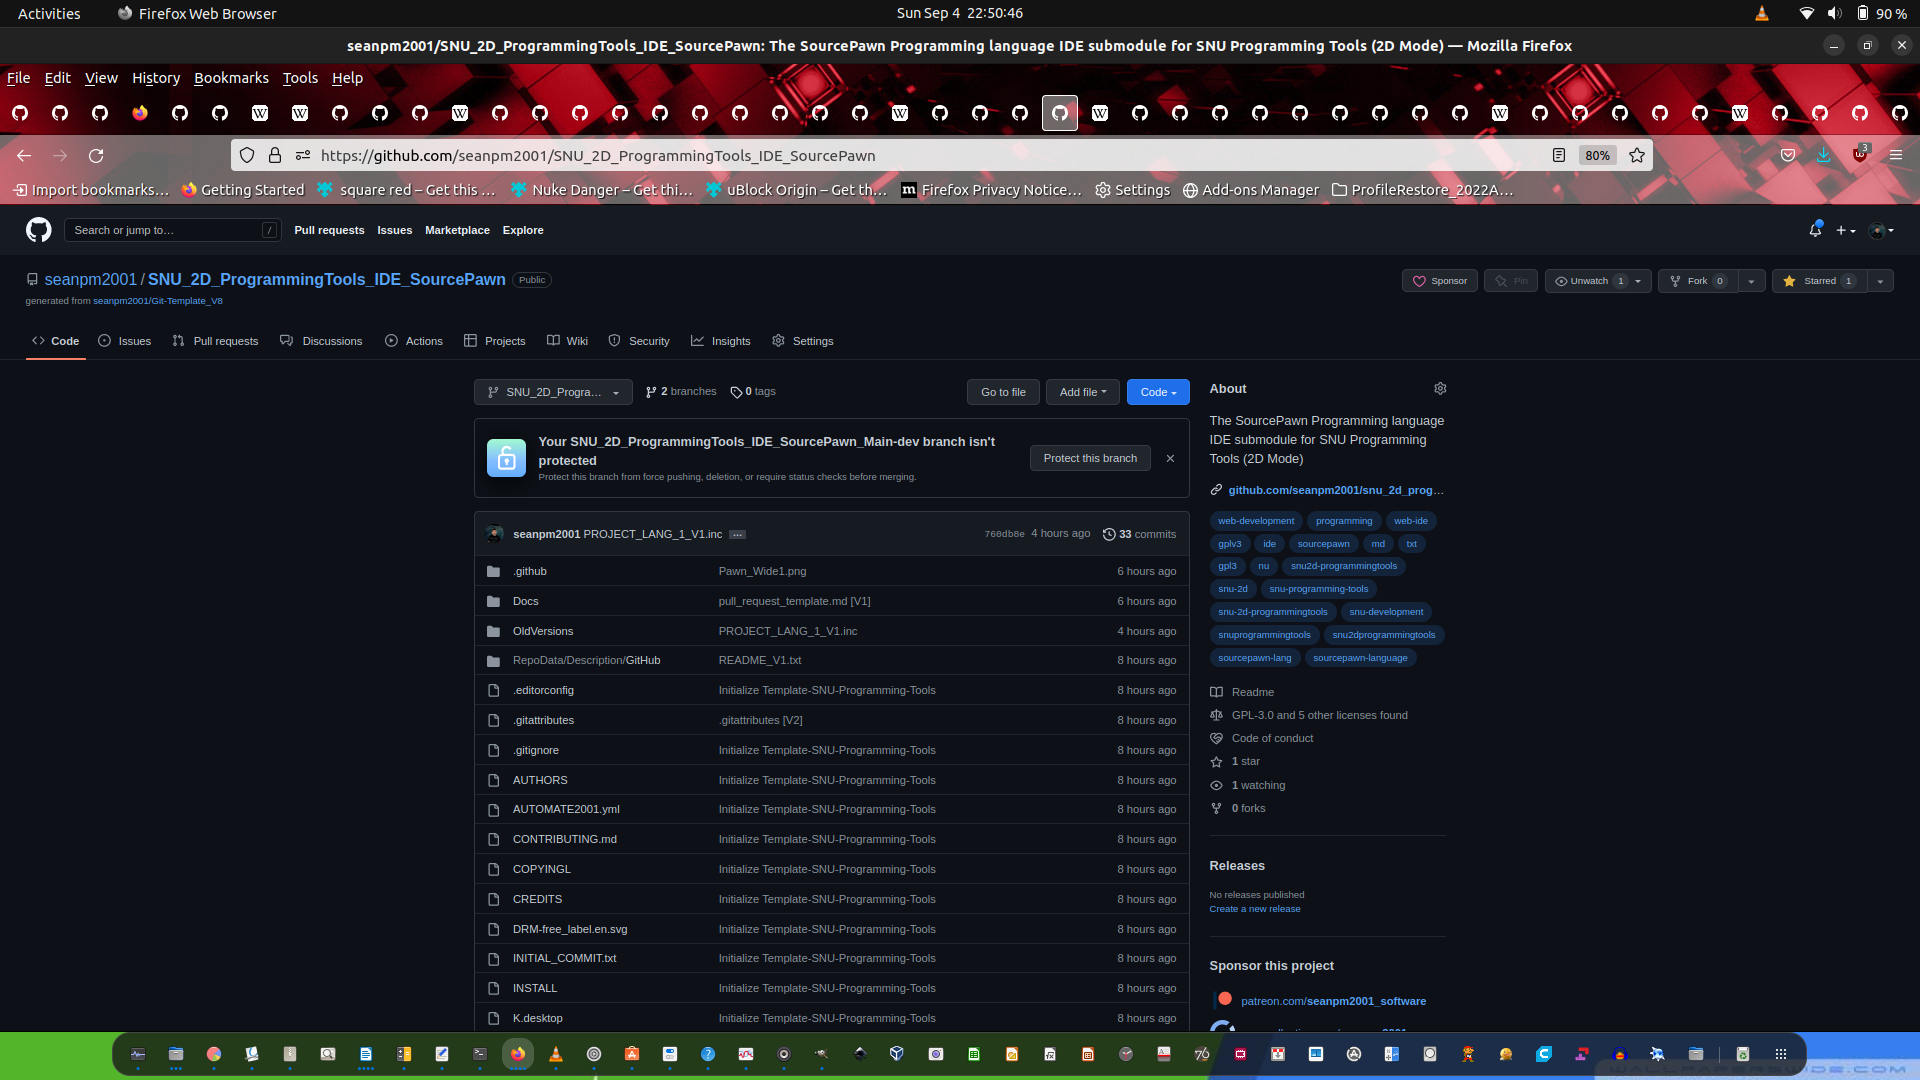 Activities
Firefox Web Browser
Sun Sep 4 22:50:46
90 %
seanpm2001/SNU_2D_ProgrammingTools_IDE_SourcePawn: The SourcePawn Programming language IDE submodule for SNU Programming Tools (2D Mode) — Mozilla Firefox
File Edit View History Bookmarks Tools Help
https://github.com/seanpm2001/SNU_2D_ProgrammingTools_IDE_SourcePawn
80%
3
Import bookmarks…
Getting Started
square red – Get this …
Nuke Danger – Get thi…
uBlock Origin – Get th…
Firefox Privacy Notice…
Settings
Add-ons Manager
ProfileRestore_2022A…
Search or jump to…
/
Pull requests Issues Marketplace Explore
seanpm2001 / SNU_2D_ProgrammingTools_IDE_SourcePawn
Public
generated from seanpm2001/Git-Template_V8
Sponsor
Pin
Unwatch 1
Fork 0
Starred 1
Code
Issues
Pull requests
Discussions
Actions
Projects
Wiki
Security
Insights
Settings
SNU_2D_Progra…
2 branches
0 tags
Go to file
Add file
Code
Your SNU_2D_ProgrammingTools_IDE_SourcePawn_Main-dev branch isn't
protected
Protect this branch from force pushing, deletion, or require status checks before merging.
Protect this branch
seanpm2001 PROJECT_LANG_1_V1.inc …
760db8e 4 hours ago
33 commits
.github Pawn_Wide1.png 6 hours ago
Docs pull_request_template.md [V1] 6 hours ago
OldVersions PROJECT_LANG_1_V1.inc 4 hours ago
RepoData/Description/GitHub README_V1.txt 8 hours ago
.editorconfig Initialize Template-SNU-Programming-Tools 8 hours ago
.gitattributes .gitattributes [V2] 8 hours ago
.gitignore Initialize Template-SNU-Programming-Tools 8 hours ago
AUTHORS Initialize Template-SNU-Programming-Tools 8 hours ago
AUTOMATE2001.yml Initialize Template-SNU-Programming-Tools 8 hours ago
CONTRIBUTING.md Initialize Template-SNU-Programming-Tools 8 hours ago
COPYINGL Initialize Template-SNU-Programming-Tools 8 hours ago
CREDITS Initialize Template-SNU-Programming-Tools 8 hours ago
DRM-free_label.en.svg Initialize Template-SNU-Programming-Tools 8 hours ago
INITIAL_COMMIT.txt Initialize Template-SNU-Programming-Tools 8 hours ago
INSTALL Initialize Template-SNU-Programming-Tools 8 hours ago
K.desktop Initialize Template-SNU-Programming-Tools 8 hours ago
About
The SourcePawn Programming language
IDE submodule for SNU Programming
Tools (2D Mode)
github.com/seanpm2001/snu_2d_prog…
web-development programming web-ide
gplv3 ide sourcepawn md txt
gpl3 nu snu2d-programmingtools
snu-2d snu-programming-tools
snu-2d-programmingtools snu-development
snuprogrammingtools snu2dprogrammingtools
sourcepawn-lang sourcepawn-language
Readme
GPL-3.0 and 5 other licenses found
Code of conduct
1 star
1 watching
0 forks
Releases
No releases published
Create a new release
Sponsor this project
patreon.com/seanpm2001_software